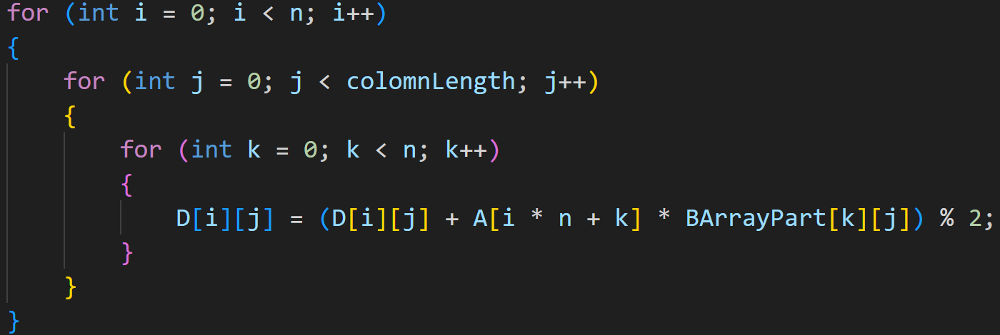 for (int i = 0; i < n; i++)
{
    for (int j = 0; j < colomnLength; j++)
    {
        for (int k = 0; k < n; k++)
        {
            D[i][j] = (D[i][j] + A[i * n + k] * BArrayPart[k][j]) % 2;
        }
    }
}